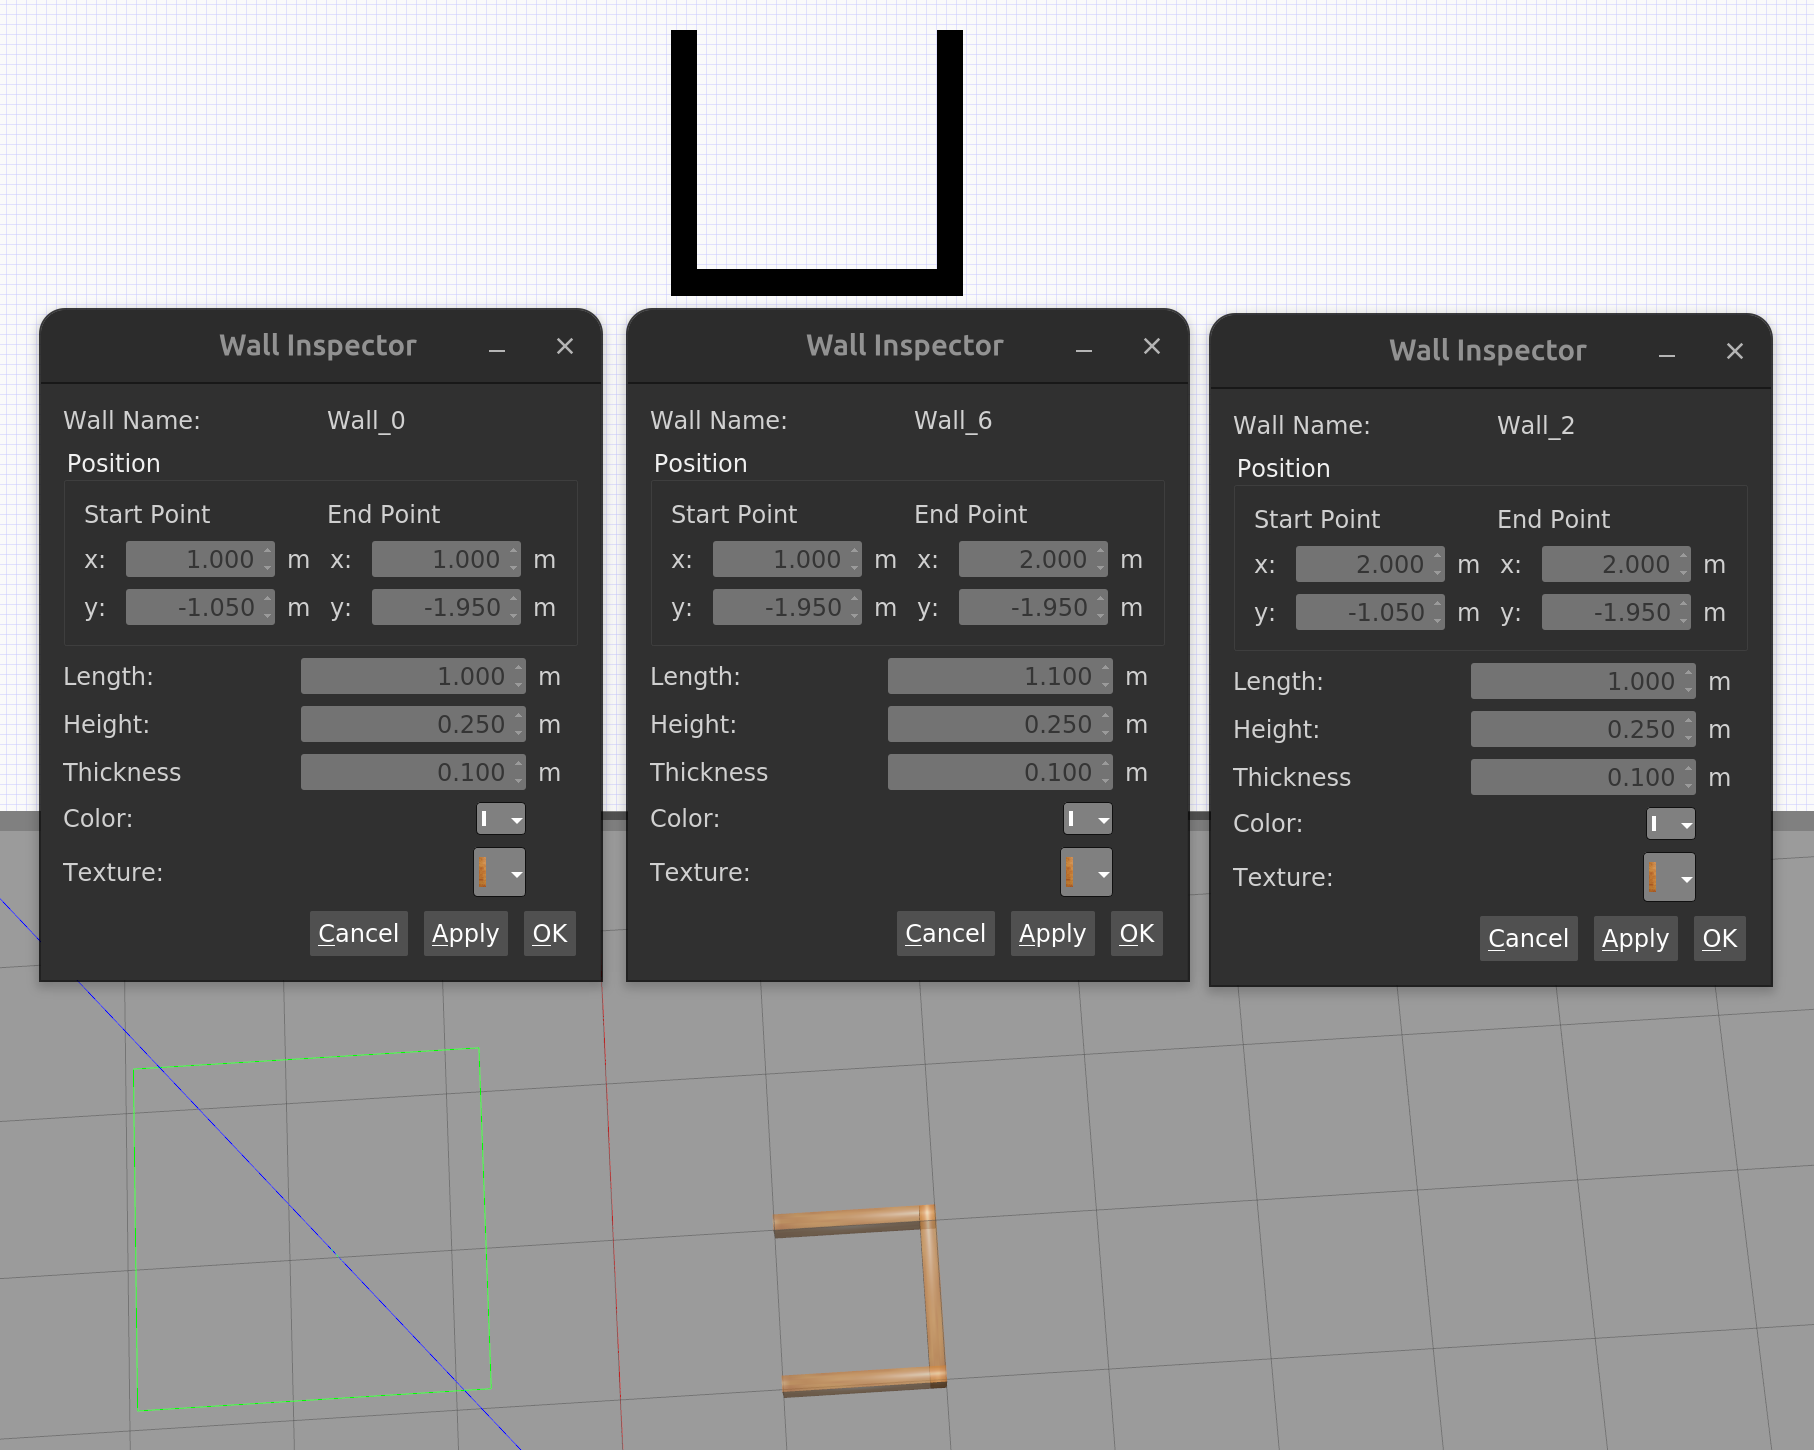 Wall Inspector
Wall Name: Wall_0
Position
Start Point End Point
x: 1.000 m x: 1.000 m
y: -1.050 m y: -1.950 m
Length: 1.000 m
Height: 0.250 m
Thickness 0.100 m
Color:
Texture:
Cancel Apply OK
Wall Inspector
Wall Name: Wall_6
Position
Start Point End Point
x: 1.000 m x: 2.000 m
y: -1.950 m y: -1.950 m
Length: 1.100 m
Height: 0.250 m
Thickness 0.100 m
Color:
Texture:
Cancel Apply OK
Wall Inspector
Wall Name: Wall_2
Position
Start Point End Point
x: 2.000 m x: 2.000 m
y: -1.050 m y: -1.950 m
Length: 1.000 m
Height: 0.250 m
Thickness 0.100 m
Color:
Texture:
Cancel Apply OK